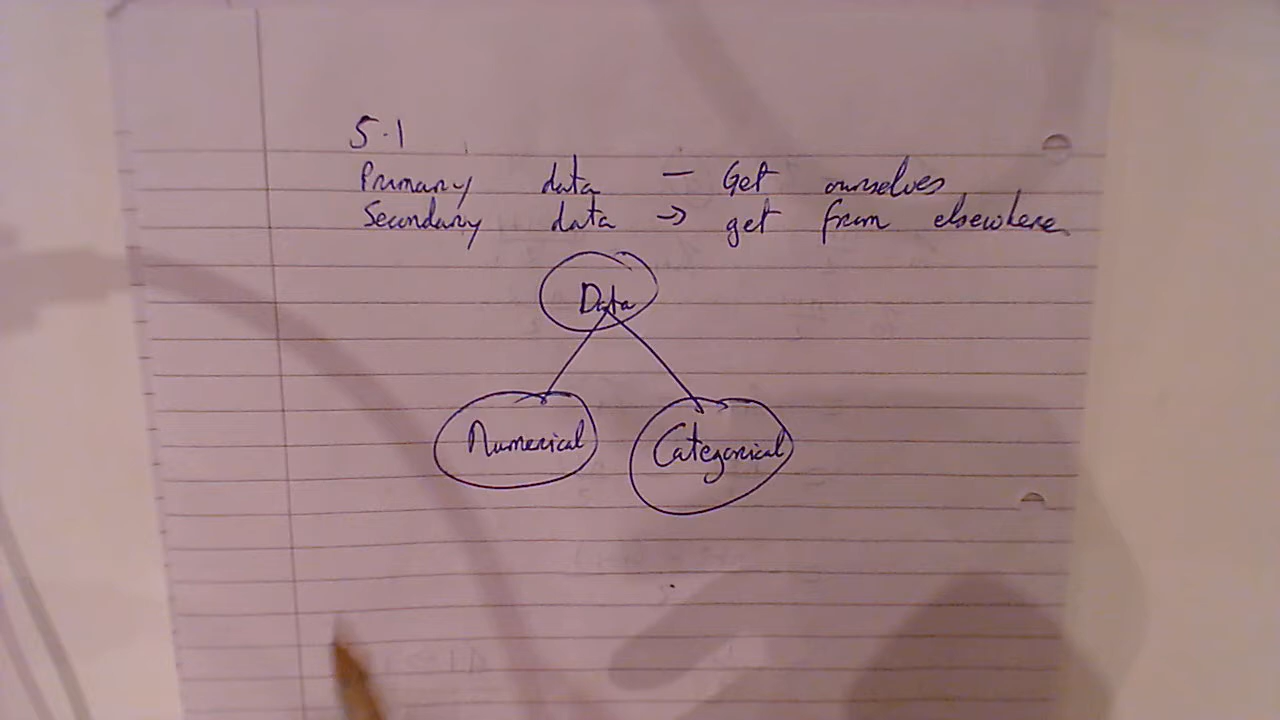 5.1
Primary data – Get ourselves
Secondary data → get from elsewhere
Data
Numerical Categorical